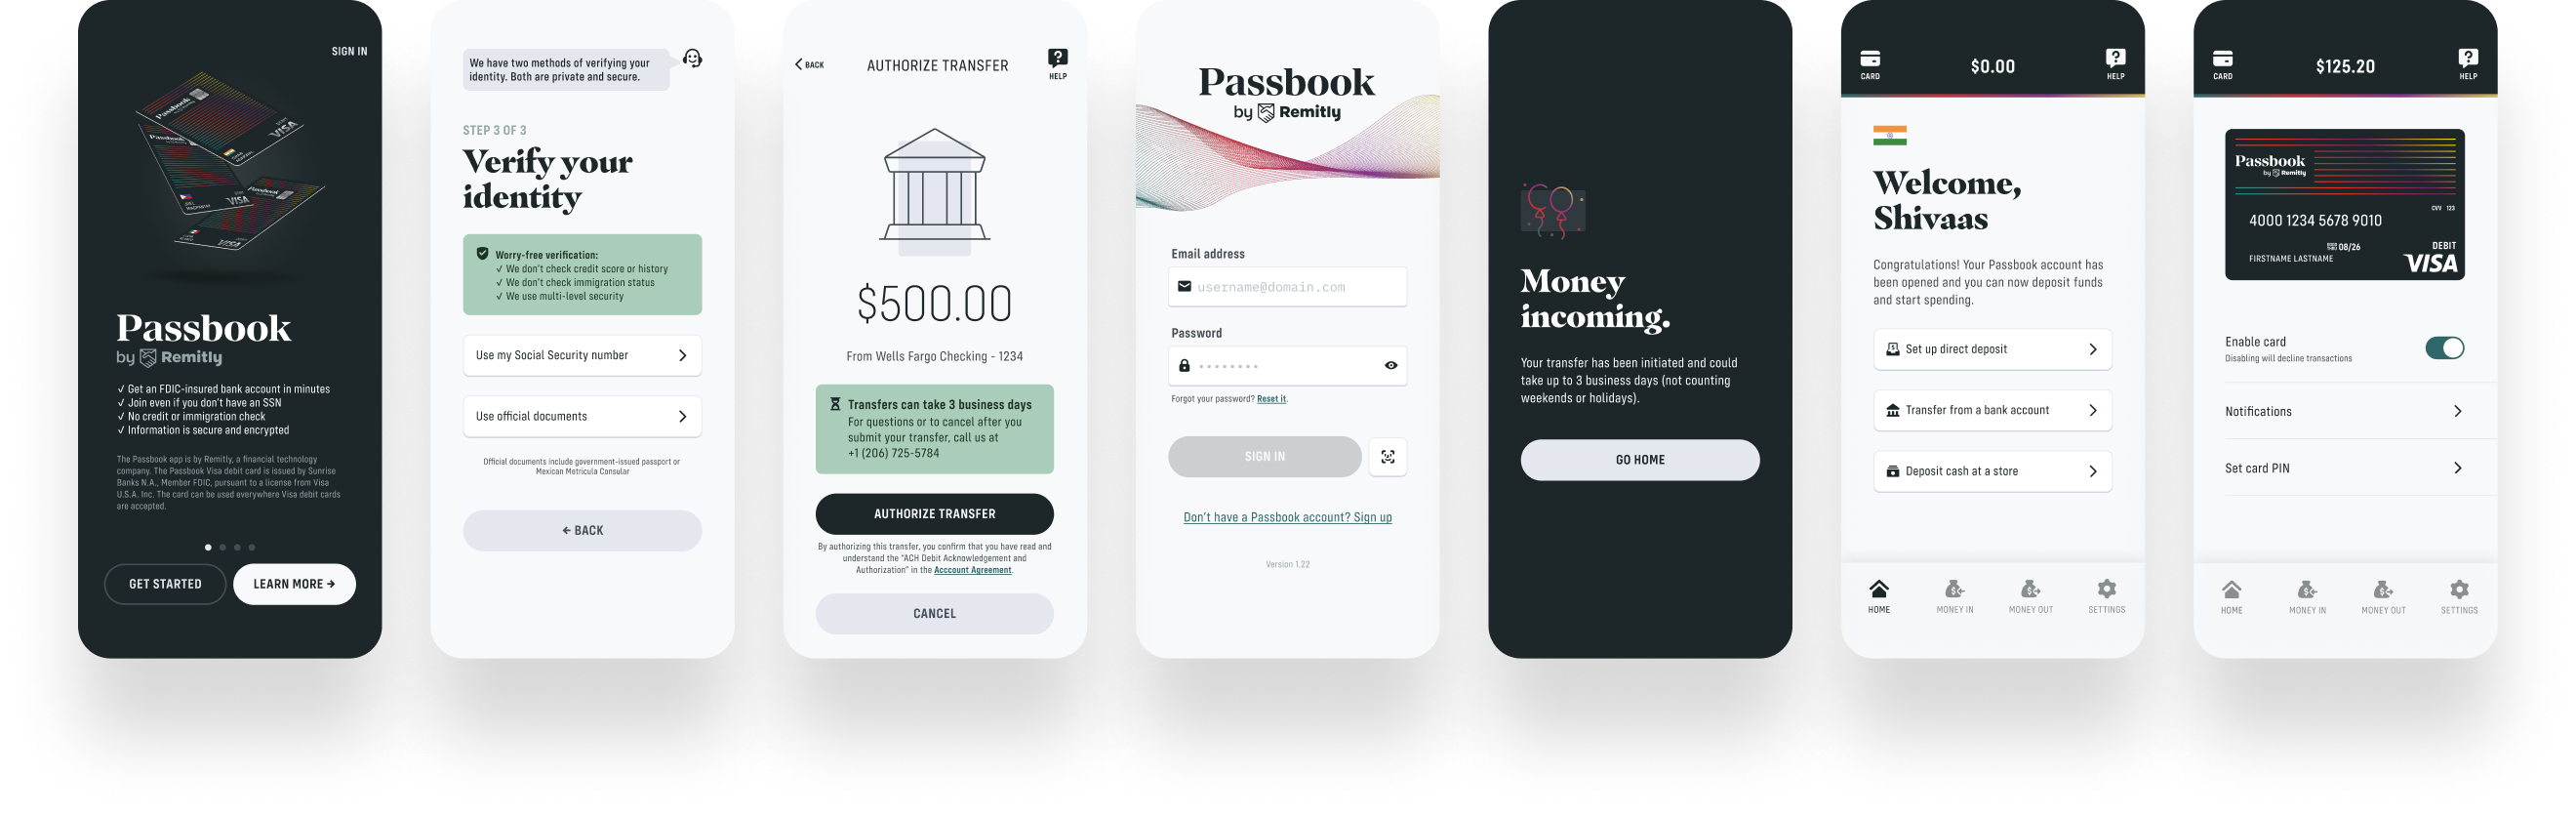 SIGN IN
Passbook
VISA
VISA
Passbook
VISA
Passbook
by Remitly
✓ Get an FDIC-insured bank account in minutes
✓ Join even if you don't have an SSN
✓ No credit or immigration check
✓ Information is secure and encrypted
The Passbook app is by Remitly, a financial technology
company. The Passbook Visa debit card is issued by Sunrise
Banks N.A., Member FDIC, pursuant to a license from Visa
U.S.A. Inc. The card can be used everywhere Visa debit cards
are accepted.
GET STARTED
LEARN MORE →
We have two methods of verifying your
identity. Both are private and secure.
STEP 3 OF 3
Verify your
identity
Worry-free verification:
✓ We don't check credit score or history
✓ We don't check immigration status
✓ We use multi-level security
Use my Social Security number
Use official documents
Official documents include government-issued passport or
Mexican Metricula Consular
← BACK
BACK
AUTHORIZE TRANSFER
HELP
$500.00
From Wells Fargo Checking - 1234
Transfers can take 3 business days
For questions or to cancel after you
submit your transfer, call us at
+1 (206) 725-5784
AUTHORIZE TRANSFER
By authorizing this transfer, you confirm that you have read and
understand the "ACH Debit Acknowledgement and
Authorization" in the Acccount Agreement.
CANCEL
Passbook
by Remitly
Email address
username@domain.com
Password
Forgot your password? Reset it.
SIGN IN
Don't have a Passbook account? Sign up
Version 1.22
Money
incoming.
Your transfer has been initiated and could
take up to 3 business days (not counting
weekends or holidays).
GO HOME
CARD
$0.00
HELP
Welcome,
Shivaas
Congratulations! Your Passbook account has
been opened and you can now deposit funds
and start spending.
Set up direct deposit
Transfer from a bank account
Deposit cash at a store
HOME
MONEY IN
MONEY OUT
SETTINGS
CARD
$125.20
HELP
Passbook
by Remitly
CVV 123
4000 1234 5678 9010
08/26
DEBIT
FIRSTNAME LASTNAME
VISA
Enable card
Disabling will decline transactions
Notifications
Set card PIN
HOME
MONEY IN
MONEY OUT
SETTINGS